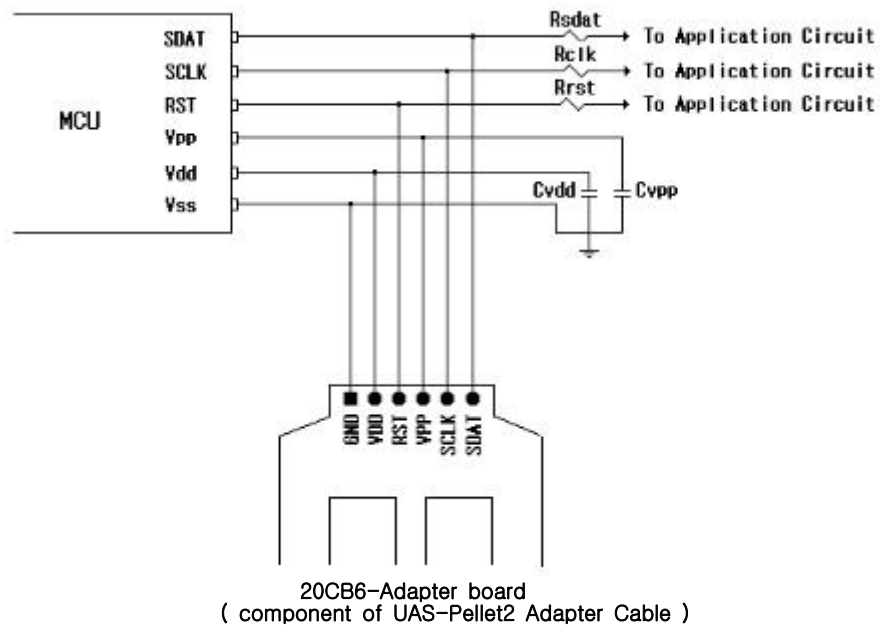 Rsdat
SDAT
To Application Circuit
Rclk
SCLK
To Application Circuit
Rrst
RST
To Application Circuit
MCU
Vpp
Vdd
Cvdd
Cvpp
Vss
GND
VDD
RST
VPP
SCLK
SDAT
20CB6-Adapter board
( component of UAS-Pellet2 Adapter Cable )